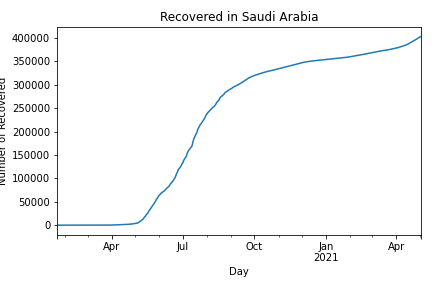 Recovered in Saudi Arabia
Number of Recovered
400000
350000
300000
250000
200000
150000
100000
50000
0
Apr Jul Oct Jan Apr
2021
Day